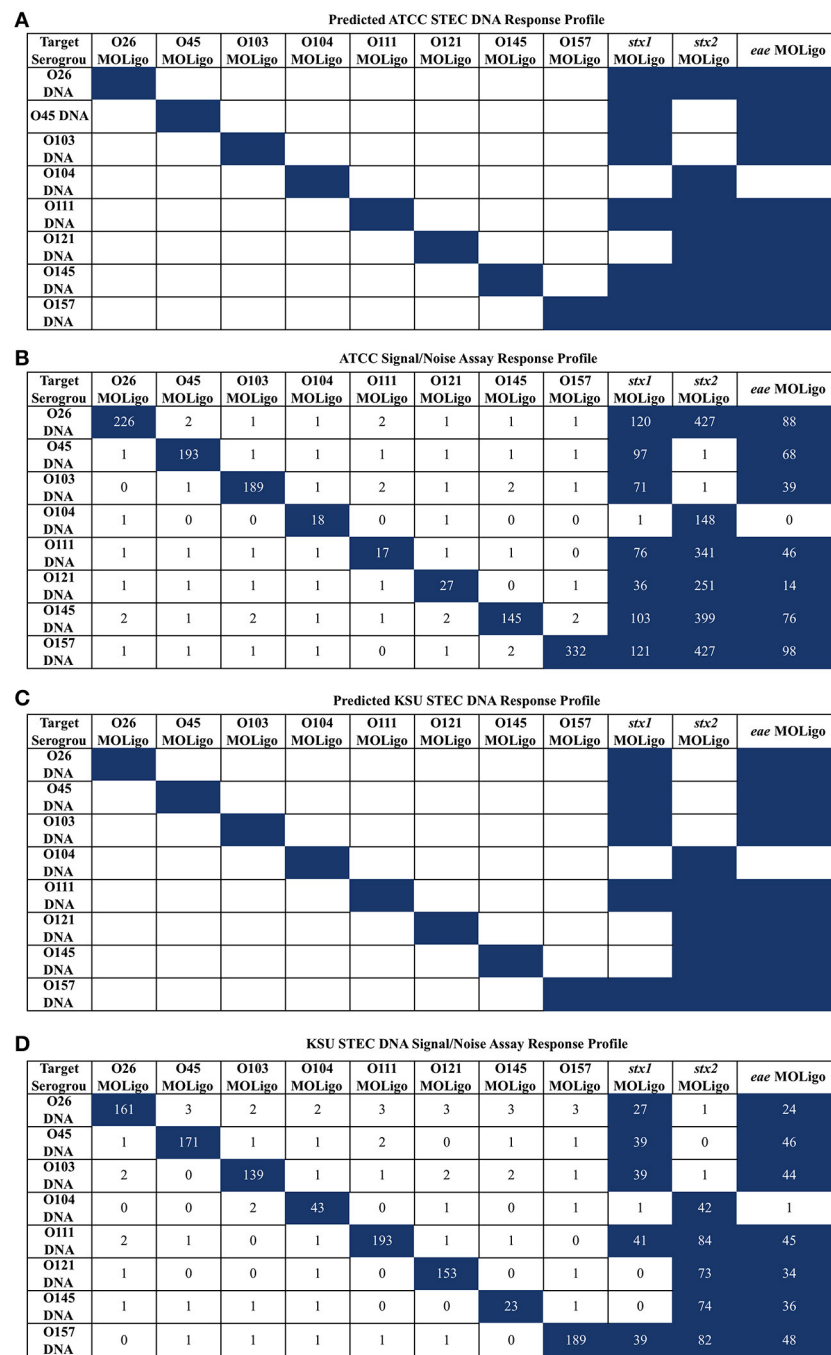 A
Predicted ATCC STEC DNA Response Profile
Target Serogrou O26 MOLigo O45 MOLigo O103 MOLigo O104 MOLigo O111 MOLigo O121 MOLigo O145 MOLigo O157 MOLigo stx1 MOLigo stx2 MOLigo eae MOLigo
O26 DNA
O45 DNA
O103 DNA
O104 DNA
O111 DNA
O121 DNA
O145 DNA
O157 DNA
B
ATCC Signal/Noise Assay Response Profile
Target Serogrou O26 MOLigo O45 MOLigo O103 MOLigo O104 MOLigo O111 MOLigo O121 MOLigo O145 MOLigo O157 MOLigo stx1 MOLigo stx2 MOLigo eae MOLigo
O26 DNA 226 2 1 1 2 1 1 1 120 427 88
O45 DNA 1 193 1 1 1 1 1 1 97 1 68
O103 DNA 0 1 189 1 2 1 2 1 71 1 39
O104 DNA 1 0 0 18 0 1 0 0 1 148 0
O111 DNA 1 1 1 1 17 1 1 0 76 341 46
O121 DNA 1 1 1 1 1 27 0 1 36 251 14
O145 DNA 2 1 2 1 1 2 145 2 103 399 76
O157 DNA 1 1 1 1 0 1 2 332 121 427 98
C
Predicted KSU STEC DNA Response Profile
Target Serogrou O26 MOLigo O45 MOLigo O103 MOLigo O104 MOLigo O111 MOLigo O121 MOLigo O145 MOLigo O157 MOLigo stx1 MOLigo stx2 MOLigo eae MOLigo
O26 DNA
O45 DNA
O103 DNA
O104 DNA
O111 DNA
O121 DNA
O145 DNA
O157 DNA
D
KSU STEC DNA Signal/Noise Assay Response Profile
Target Serogrou O26 MOLigo O45 MOLigo O103 MOLigo O104 MOLigo O111 MOLigo O121 MOLigo O145 MOLigo O157 MOLigo stx1 MOLigo stx2 MOLigo eae MOLigo
O26 DNA 161 3 2 2 3 3 3 3 27 1 24
O45 DNA 1 171 1 1 2 0 1 1 39 0 46
O103 DNA 2 0 139 1 1 2 2 1 39 1 44
O104 DNA 0 0 2 43 0 1 0 1 1 42 1
O111 DNA 2 1 0 1 193 1 1 0 41 84 45
O121 DNA 1 0 0 1 0 153 0 1 0 73 34
O145 DNA 1 1 1 1 0 0 23 1 0 74 36
O157 DNA 0 1 1 1 1 1 0 189 39 82 48